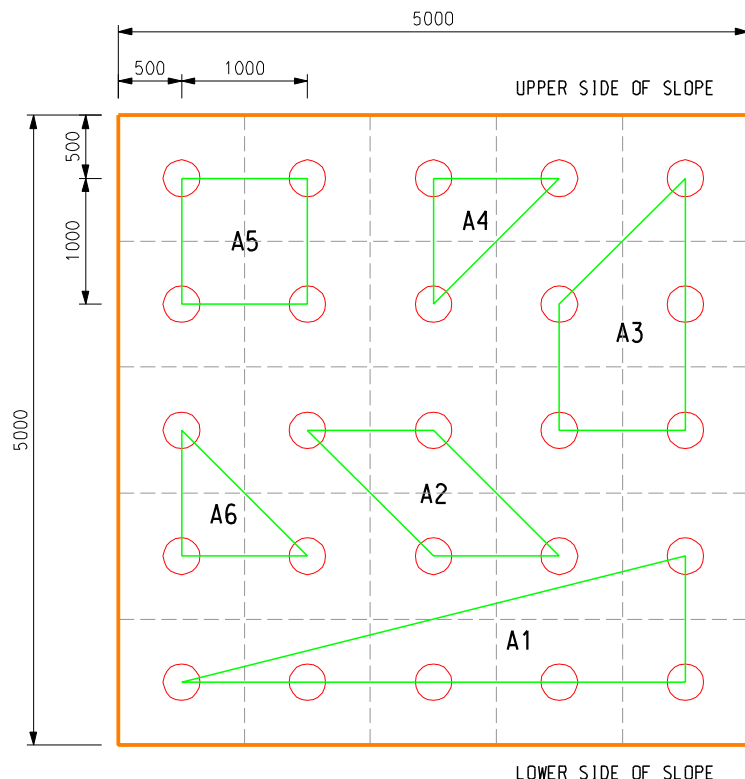 5000
500
1000
UPPER SIDE OF SLOPE
500
1000
5000
A5
A4
A3
A2
A6
A1
LOWER SIDE OF SLOPE